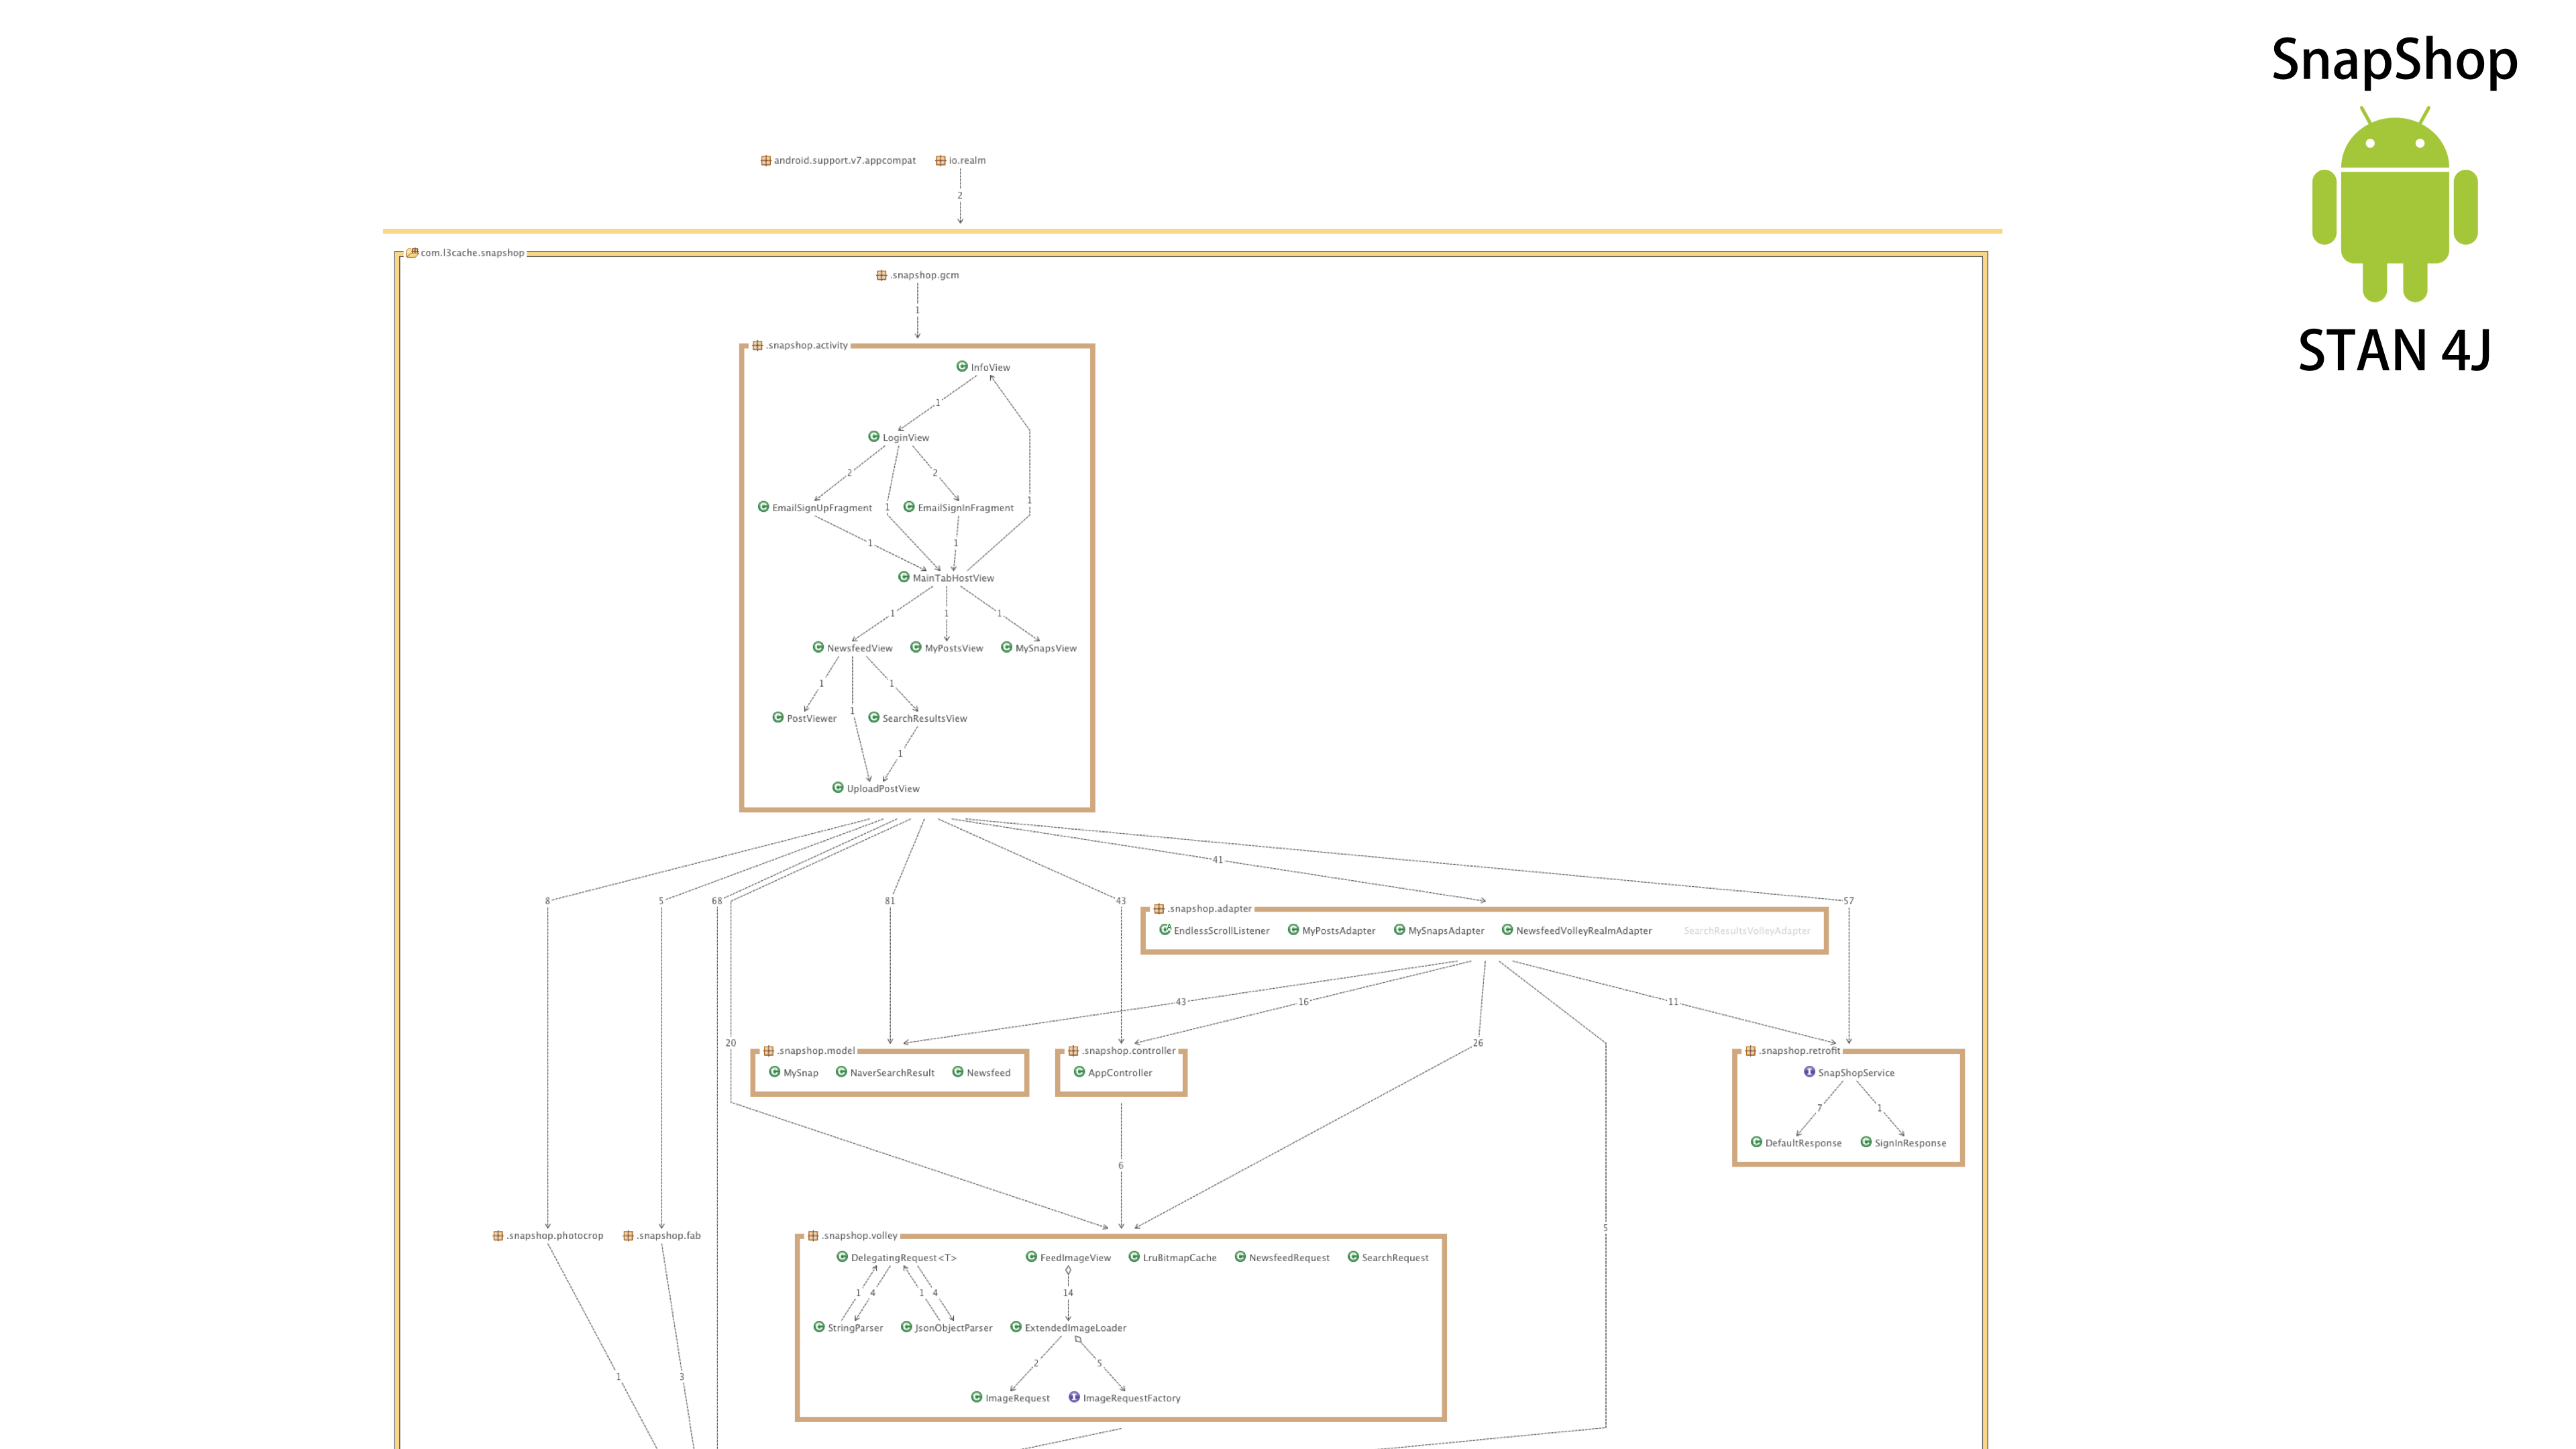 SnapShop
STAN 4J
android.support.v7.appcompat io.realm
2
com.l3cache.snapshop
.snapshop.gcm
1
.snapshop.activity
InfoView
1
LoginView
2 2
EmailSignUpFragment 1 EmailSignInFragment 1
1 1
MainTabHostView
1 1 1
NewsfeedView MyPostsView MySnapsView
1 1
1
PostViewer SearchResultsView
1
UploadPostView
41
8 5 68 81 43 57
.snapshop.adapter
EndlessScrollListener MyPostsAdapter MySnapsAdapter NewsfeedVolleyRealmAdapter SearchResultsVolleyAdapter
43 16 11
20 26
.snapshop.model .snapshop.controller .snapshop.retrofit
MySnap NaverSearchResult Newsfeed AppController SnapShopService
7 1
DefaultResponse SignInResponse
6
5
.snapshop.photocrop .snapshop.fab .snapshop.volley
DelegatingRequest<T> FeedImageView LruBitmapCache NewsfeedRequest SearchRequest
1 4 1 4 14
StringParser JsonObjectParser ExtendedImageLoader
2 5
1 3
ImageRequest ImageRequestFactory